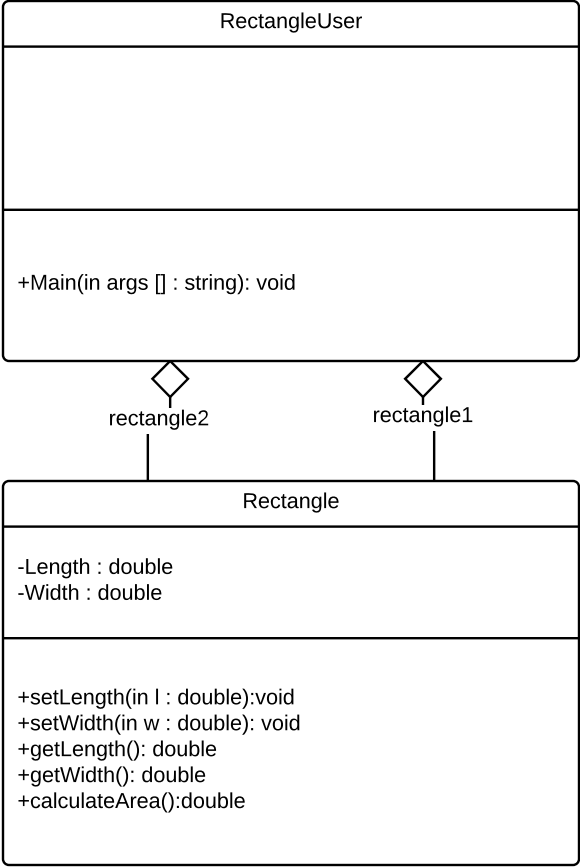 RectangleUser
+Main(in args [] : string): void
rectangle2
rectangle1
Rectangle
-Length : double
-Width : double
+setLength(in l : double):void
+setWidth(in w : double): void
+getLength(): double
+getWidth(): double
+calculateArea():double